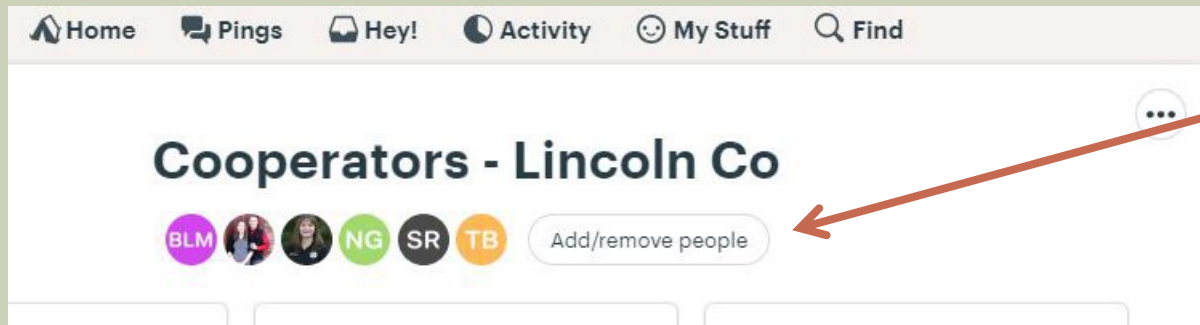 Home Pings Hey! Activity My Stuff Find
Cooperators - Lincoln Co
BLM NG SR TB Add/remove people